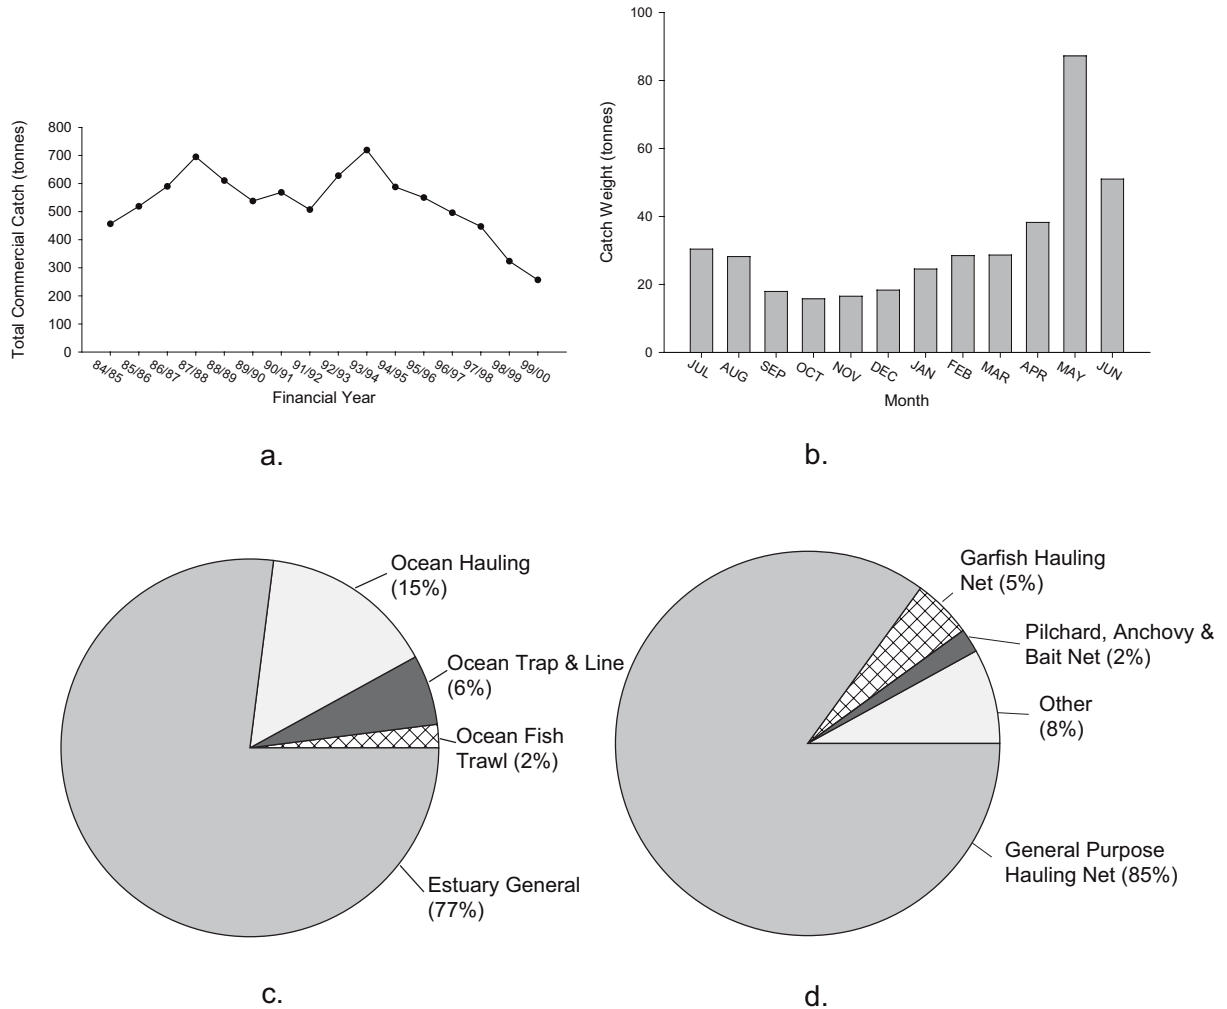 Total Commercial Catch (tonnes)
800
700
600
500
400
300
200
100
0
84/85
85/86
86/87
87/88
88/89
89/90
90/91
91/92
92/93
93/94
94/95
95/96
96/97
97/98
98/99
99/00
Financial Year
a.
Catch Weight (tonnes)
100
80
60
40
20
0
JUL
AUG
SEP
OCT
NOV
DEC
JAN
FEB
MAR
APR
MAY
JUN
Month
b.
Ocean Hauling
(15%)
Ocean Trap & Line
(6%)
Ocean Fish
Trawl (2%)
Estuary General
(77%)
c.
Garfish Hauling
Net (5%)
Pilchard, Anchovy &
Bait Net (2%)
Other
(8%)
General Purpose
Hauling Net (85%)
d.